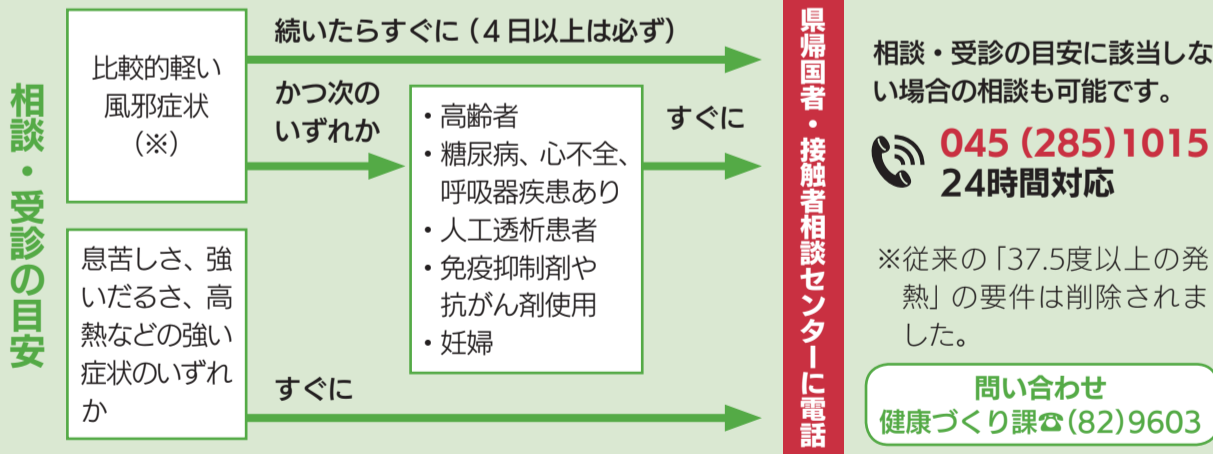 相談・受診の目安
比較的軽い
風邪症状
（※）
続いたらすぐに（４日以上は必ず）
かつ次の
いずれか
・高齢者
・糖尿病、心不全、
呼吸器疾患あり
・人工透析患者
・免疫抑制剤や
抗がん剤使用
・妊婦
すぐに
息苦しさ、強
いだるさ、高
熱などの強い
症状のいずれ
か
すぐに
県帰国者・接触者相談センターに電話
相談・受診の目安に該当しな
い場合の相談も可能です。
045（285）1015
24時間対応
※従来の「37.5度以上の発
熱」の要件は削除されま
した。
問い合わせ
健康づくり課☎（82）9603